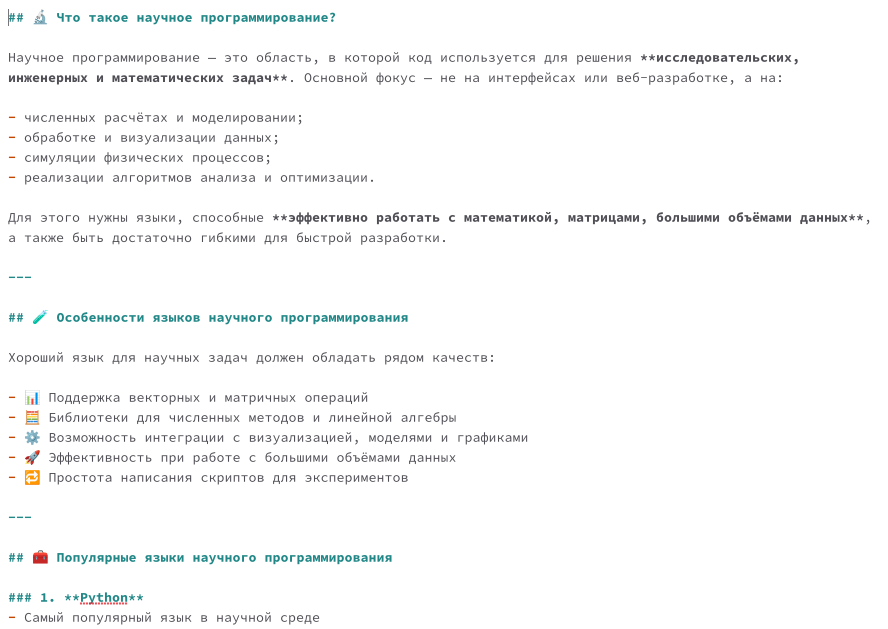 ## 🔬 Что такое научное программирование?
Научное программирование — это область, в которой код используется для решения **исследовательских,
инженерных и математических задач**. Основной фокус — не на интерфейсах или веб-разработке, а на:
- численных расчётах и моделировании;
- обработке и визуализации данных;
- симуляции физических процессов;
- реализации алгоритмов анализа и оптимизации.
Для этого нужны языки, способные **эффективно работать с математикой, матрицами, большими объёмами данных**,
а также быть достаточно гибкими для быстрой разработки.
---
## 🧪 Особенности языков научного программирования
Хороший язык для научных задач должен обладать рядом качеств:
- 📊 Поддержка векторных и матричных операций
- 🧮 Библиотеки для численных методов и линейной алгебры
- ⚙️ Возможность интеграции с визуализацией, моделями и графиками
- 🚀 Эффективность при работе с большими объёмами данных
- 🔁 Простота написания скриптов для экспериментов
---
## 🧰 Популярные языки научного программирования
### 1. **Python**
- Самый популярный язык в научной среде